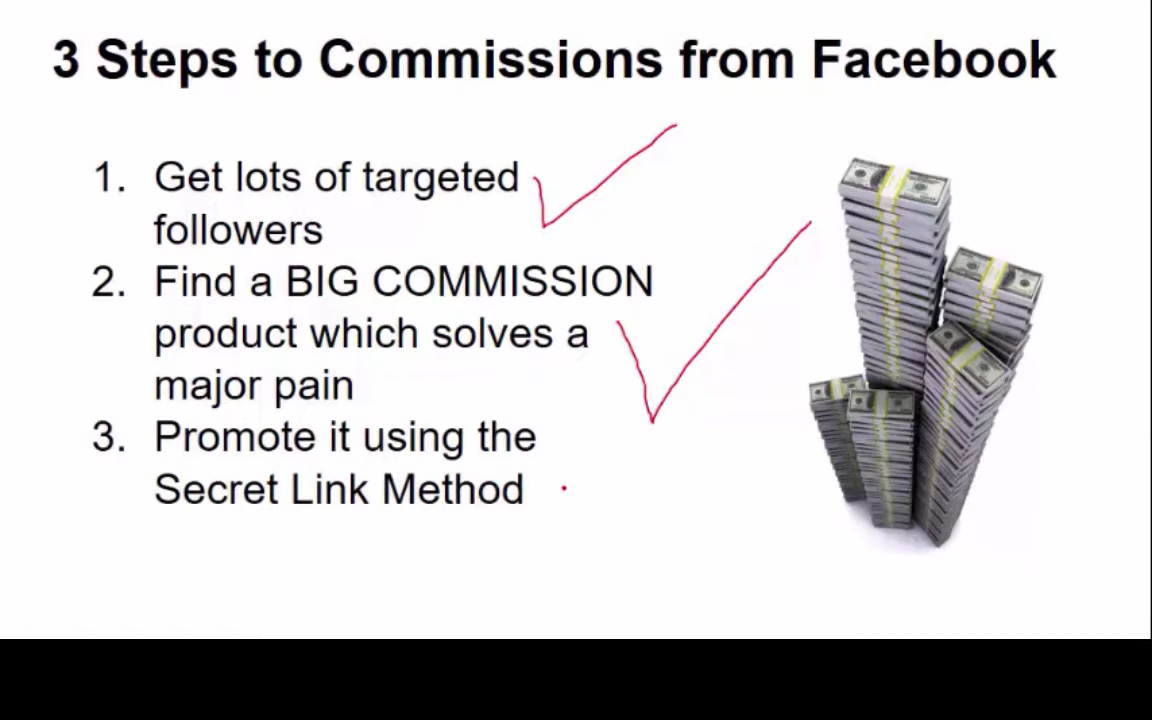 3 Steps to Commissions from Facebook
1. Get lots of targeted
followers
2. Find a BIG COMMISSION
product which solves a
major pain
3. Promote it using the
Secret Link Method